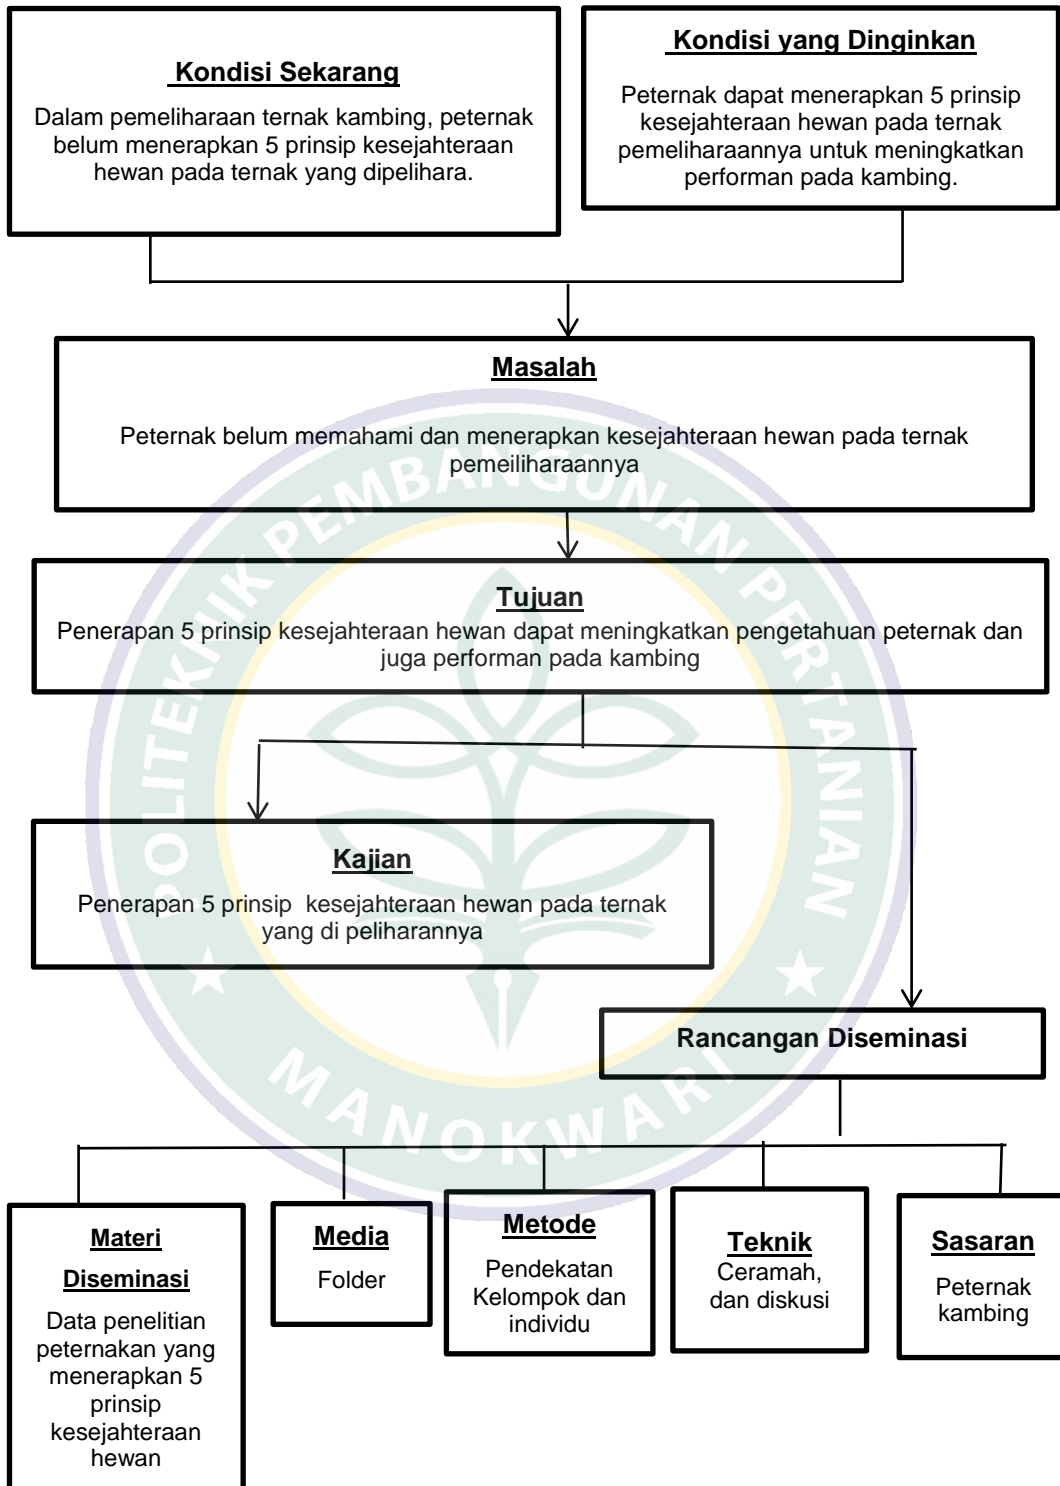 Kondisi Sekarang
Dalam pemeliharaan ternak kambing, peternak
belum menerapkan 5 prinsip kesejahteraan
hewan pada ternak yang dipelihara.
Kondisi yang Dinginkan
Peternak dapat menerapkan 5 prinsip
kesejahteraan hewan pada ternak
pemeliharaannya untuk meningkatkan
performan pada kambing.
Masalah
Peternak belum memahami dan menerapkan kesejahteraan hewan pada ternak
pemeiliharaannya
Tujuan
Penerapan 5 prinsip kesejahteraan hewan dapat meningkatkan pengetahuan peternak dan
juga performan pada kambing
Kajian
Penerapan 5 prinsip kesejahteraan hewan pada ternak
yang di peliharannya
Rancangan Diseminasi
Materi
Diseminasi
Data penelitian
peternakan yang
menerapkan 5
prinsip
kesejahteraan
hewan
Media
Folder
Metode
Pendekatan
Kelompok dan
individu
Teknik
Ceramah,
dan diskusi
Sasaran
Peternak
kambing
POLITEKNIK PEMBANGUNAN PERTANIAN
MANOKWARI